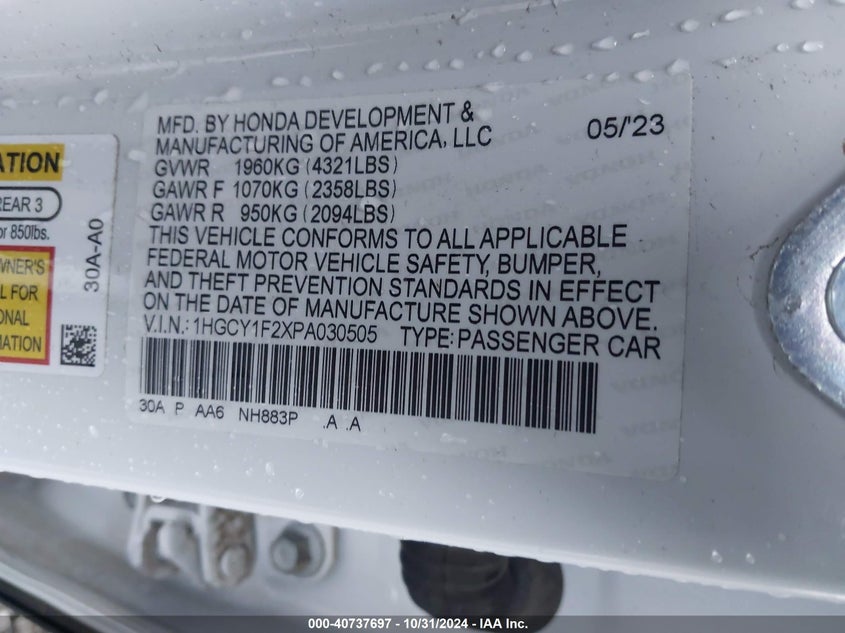 MFD. BY HONDA DEVELOPMENT &
MANUFACTURING OF AMERICA, LLC 05/'23
GVWR 1960KG (4321LBS)
GAWR F 1070KG (2358LBS)
GAWR R 950KG (2094LBS)
THIS VEHICLE CONFORMS TO ALL APPLICABLE
FEDERAL MOTOR VEHICLE SAFETY, BUMPER,
AND THEFT PREVENTION STANDARDS IN EFFECT
ON THE DATE OF MANUFACTURE SHOWN ABOVE.
V.I.N.: 1HGCY1F2XPA030505 TYPE: PASSENGER CAR
30A P AA6 NH883P .A .A
ATION
REAR 3
or 850lbs.
WNER'S
L FOR
ONAL
MATION
30A-A0
HONDA
000-40737697 - 10/31/2024 - IAA Inc.